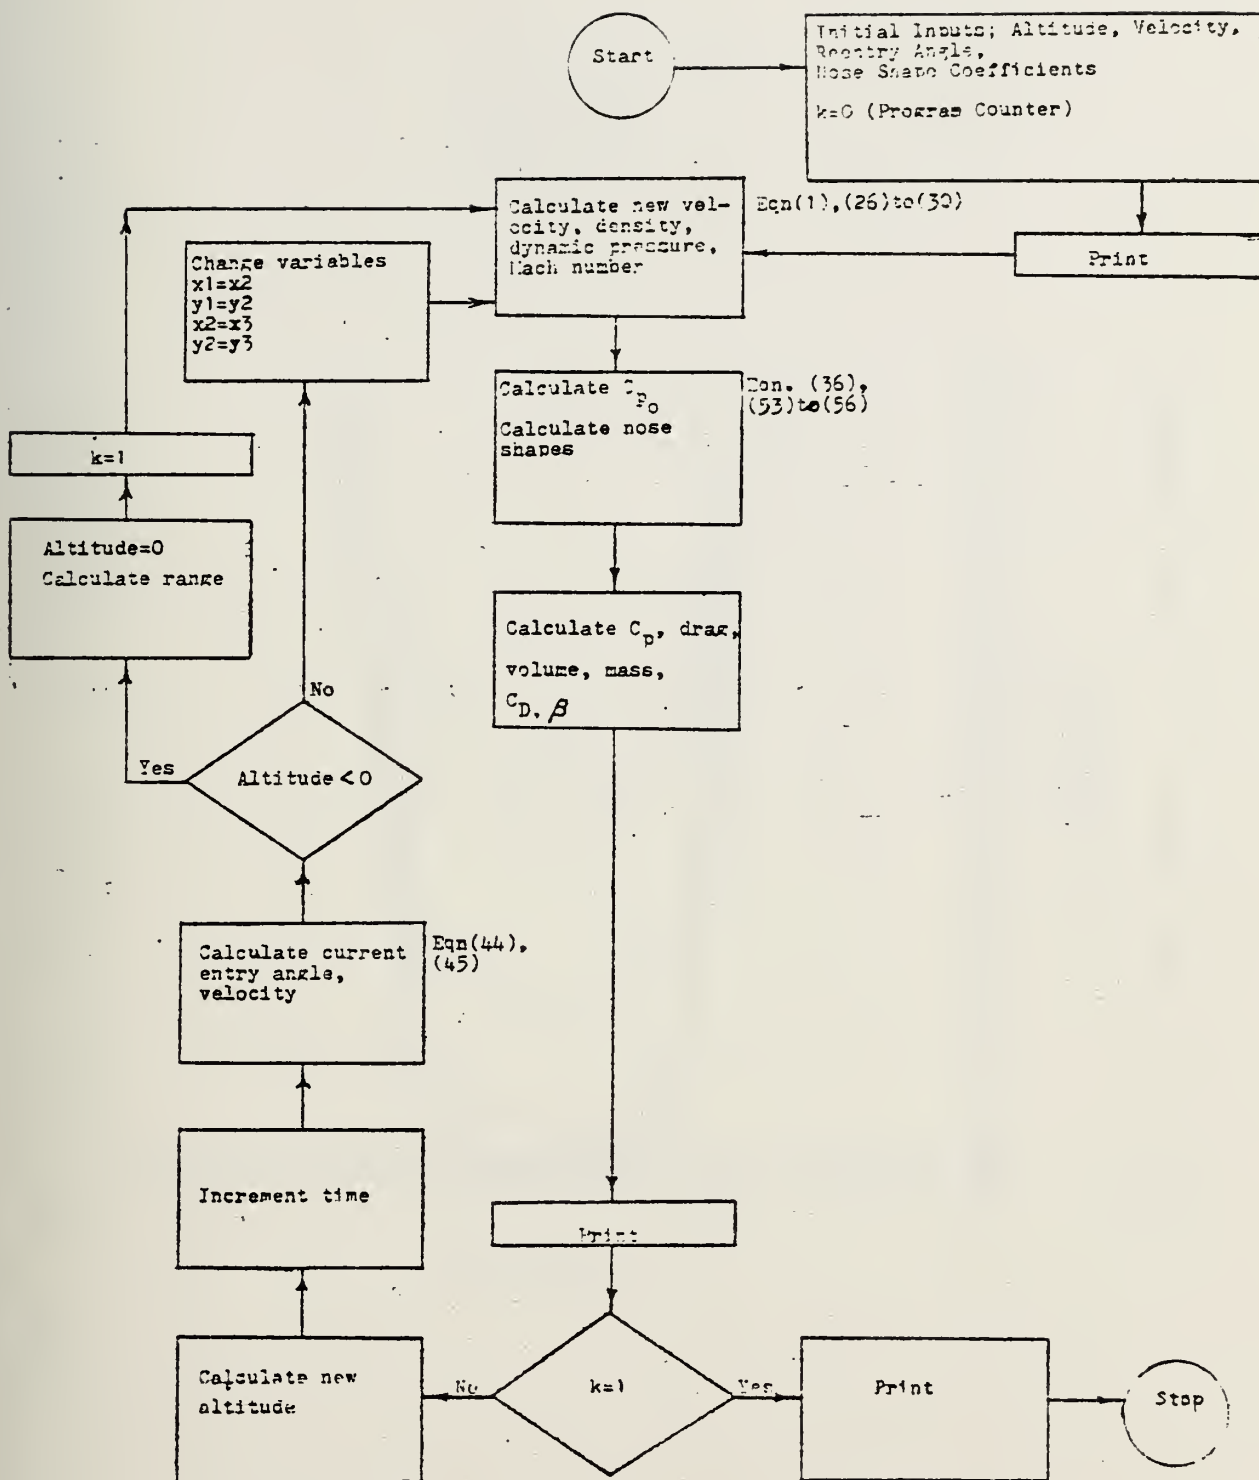 Start
Initial Inputs; Altitude, Velocity,
Reentry Angle,
Nose Shape Coefficients
k=0 (Program Counter)
Print
Calculate new vel-
ocity, density,
dynamic pressure,
Mach number
Eqn(1),(26)to(30)
Change variables
x1=x2
y1=y2
x2=x3
y2=y3
Calculate C_Po
Calculate nose
shapes
Eqn. (36),
(53)to(56)
k=1
Altitude=0
Calculate range
Calculate C_p, drag,
volume, mass,
C_D, β
No
Yes
Altitude < 0
Calculate current
entry angle,
velocity
Eqn(44),
(45)
Increment time
Print
Calculate new
altitude
No
k=1
Yes
Print
Stop